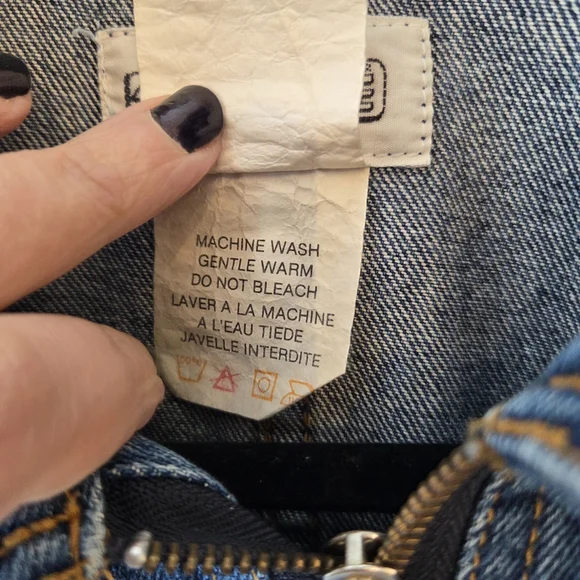 MACHINE WASH
GENTLE WARM
DO NOT BLEACH
LAVER A LA MACHINE
A L'EAU TIEDE
JAVELLE INTERDITE